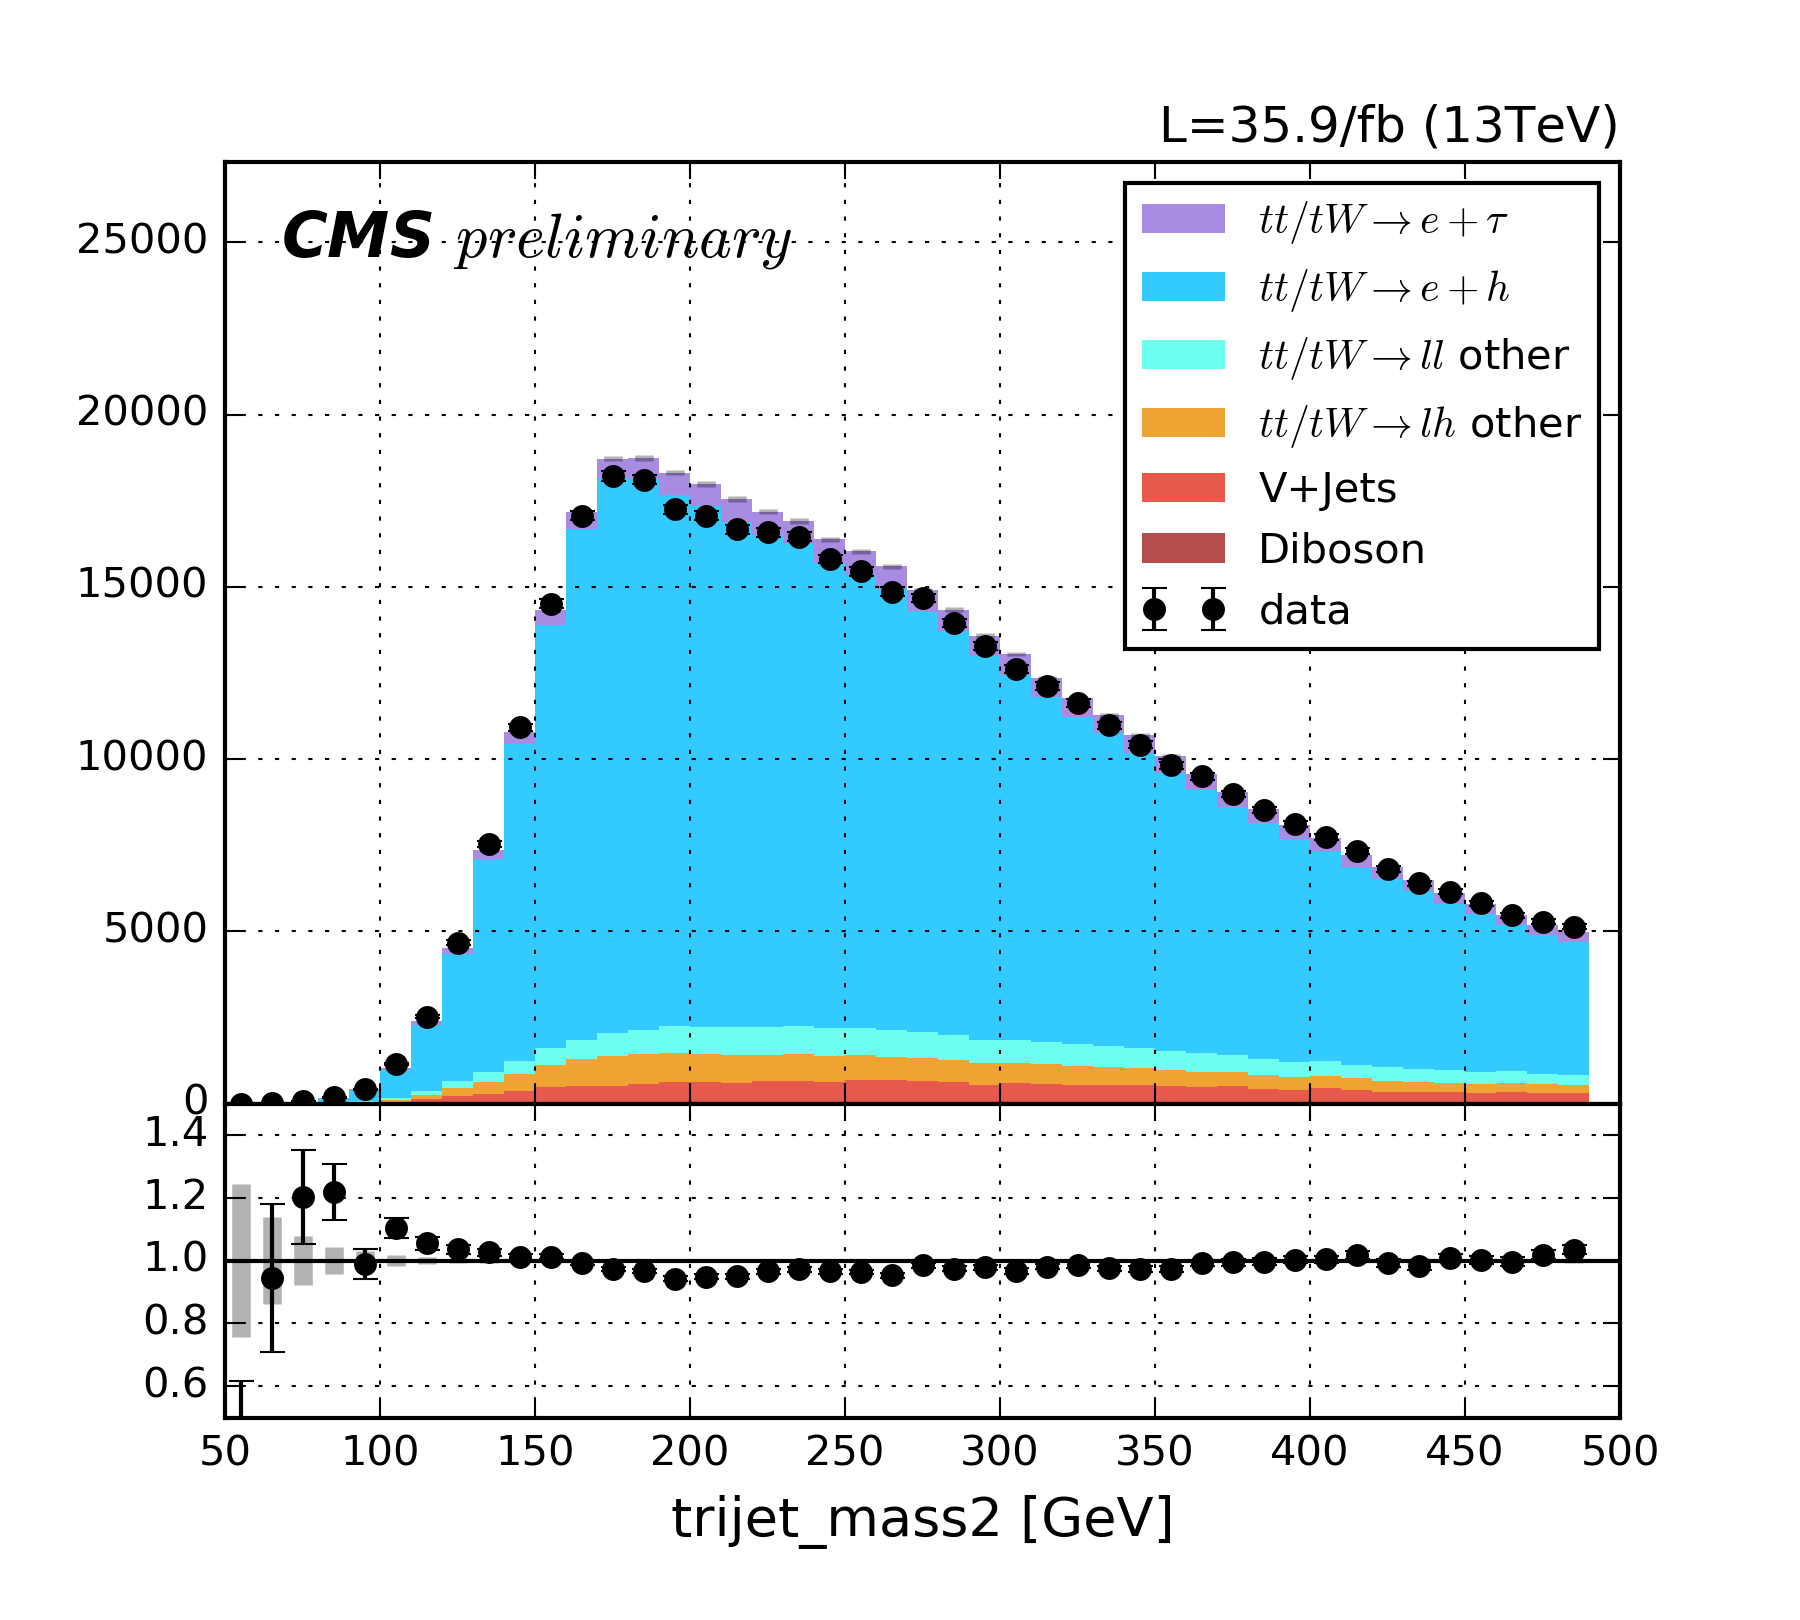 L=35.9/fb (13TeV)
CMS preliminary
25000
20000
15000
10000
5000
0
tt/tW→e+τ
tt/tW→e+h
tt/tW→ll other
tt/tW→lh other
V+Jets
Diboson
data
1.4
1.2
1.0
0.8
0.6
50 100 150 200 250 300 350 400 450 500
trijet_mass2 [GeV]